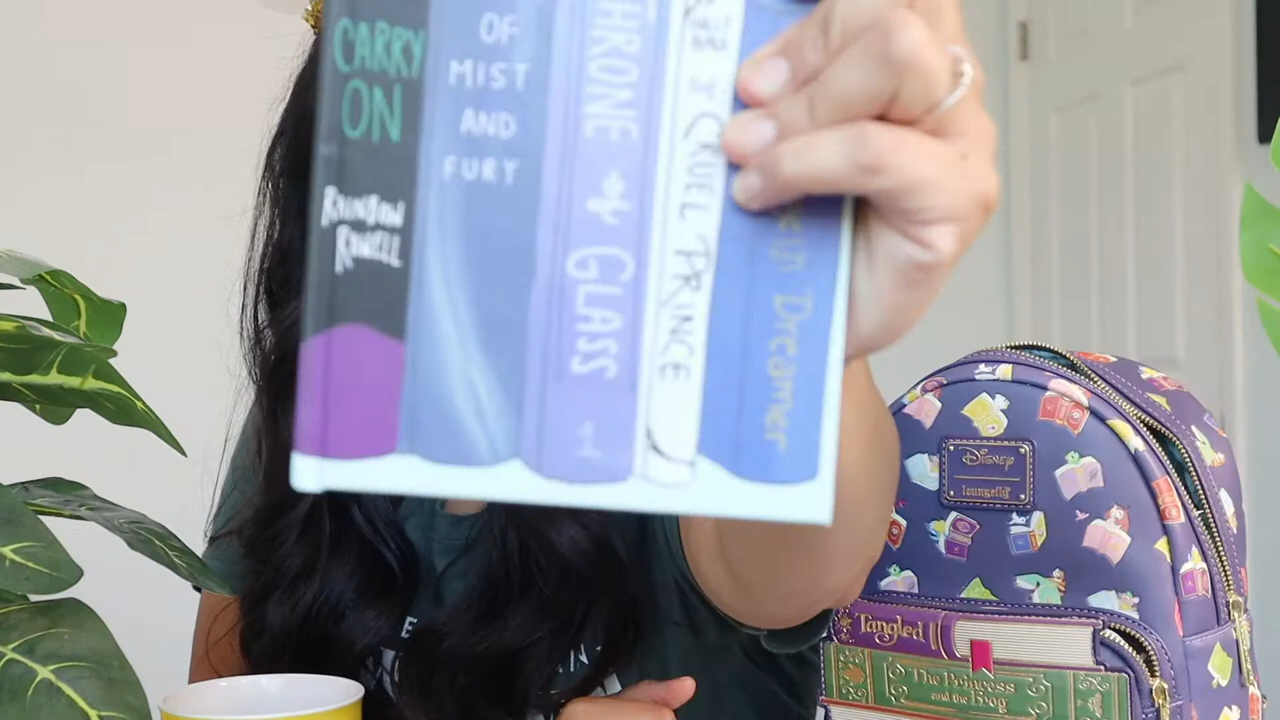 CARRY
ON
RAINBOW
ROWELL
OF
MIST
AND
FURY
THRONE
GLASS
CRUEL PRINCE
Dreamer
Disney
Loungefly
Tangled
The Princess
and the Frog